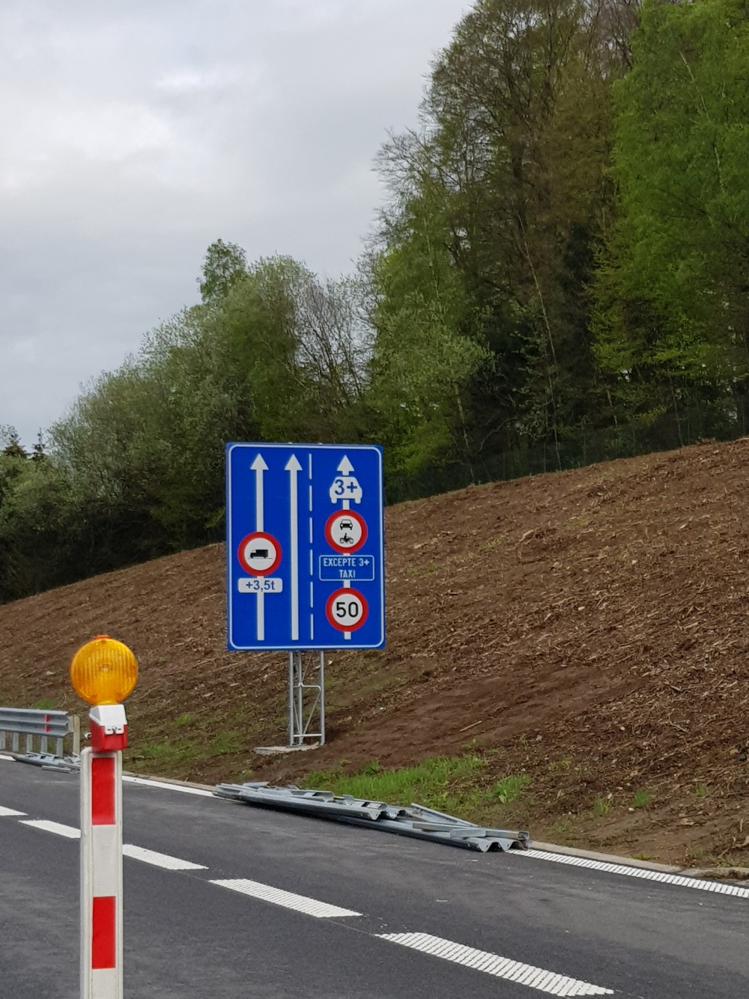 3+
EXCEPTE 3+
TAXI
+3,5t
50